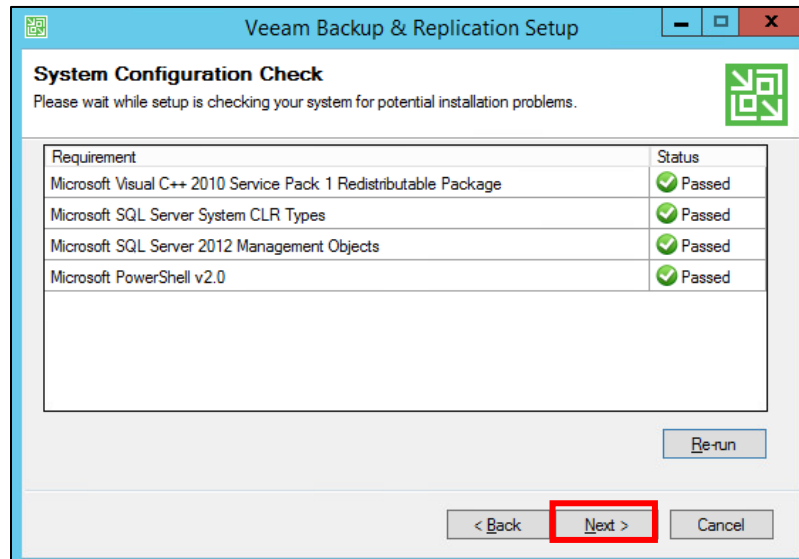 Veeam Backup & Replication Setup
System Configuration Check
Please wait while setup is checking your system for potential installation problems.
Requirement Status
Microsoft Visual C++ 2010 Service Pack 1 Redistributable Package Passed
Microsoft SQL Server System CLR Types Passed
Microsoft SQL Server 2012 Management Objects Passed
Microsoft PowerShell v2.0 Passed
Re-run
< Back Next > Cancel